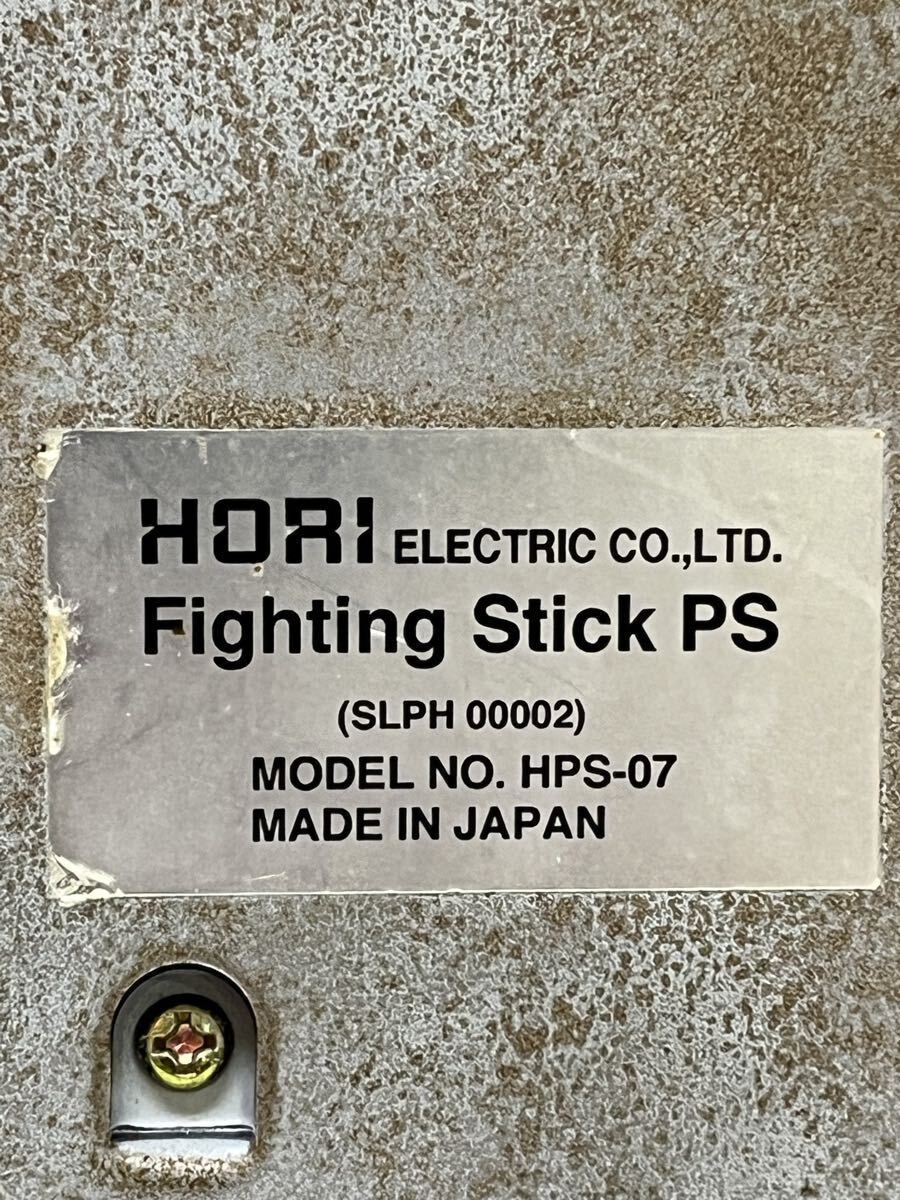 HORI ELECTRIC CO.,LTD.
Fighting Stick PS
(SLPH 00002)
MODEL NO. HPS-07
MADE IN JAPAN